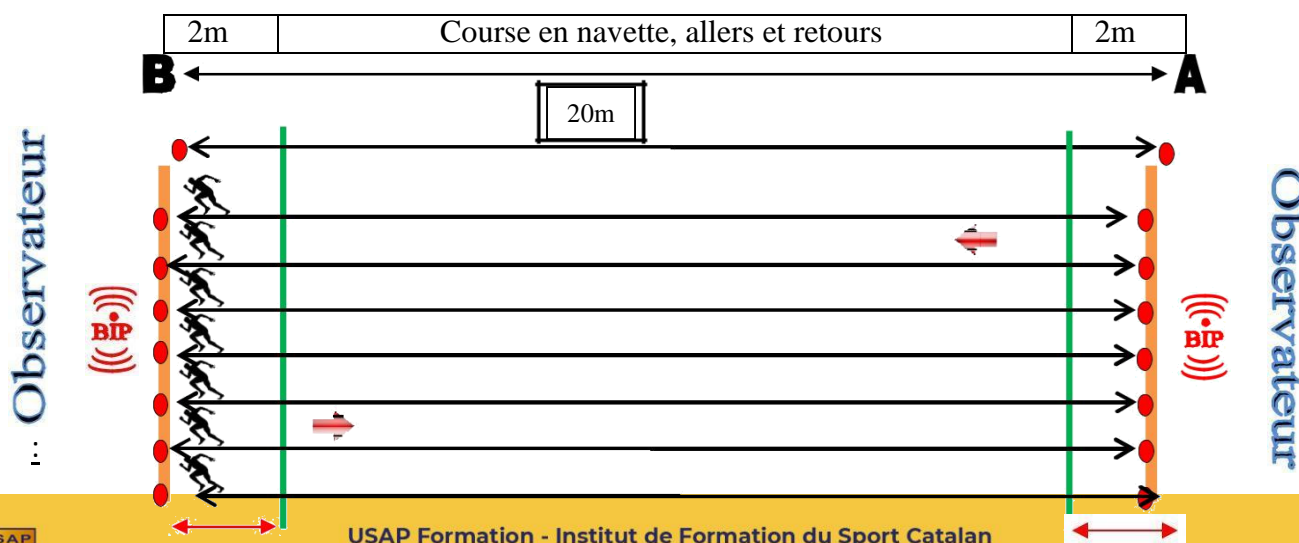 2m Course en navette, allers et retours 2m
B A
20m
Observateur
Observateur
BIP
BIP
.:
USAP Formation - Institut de Formation du Sport Catalan